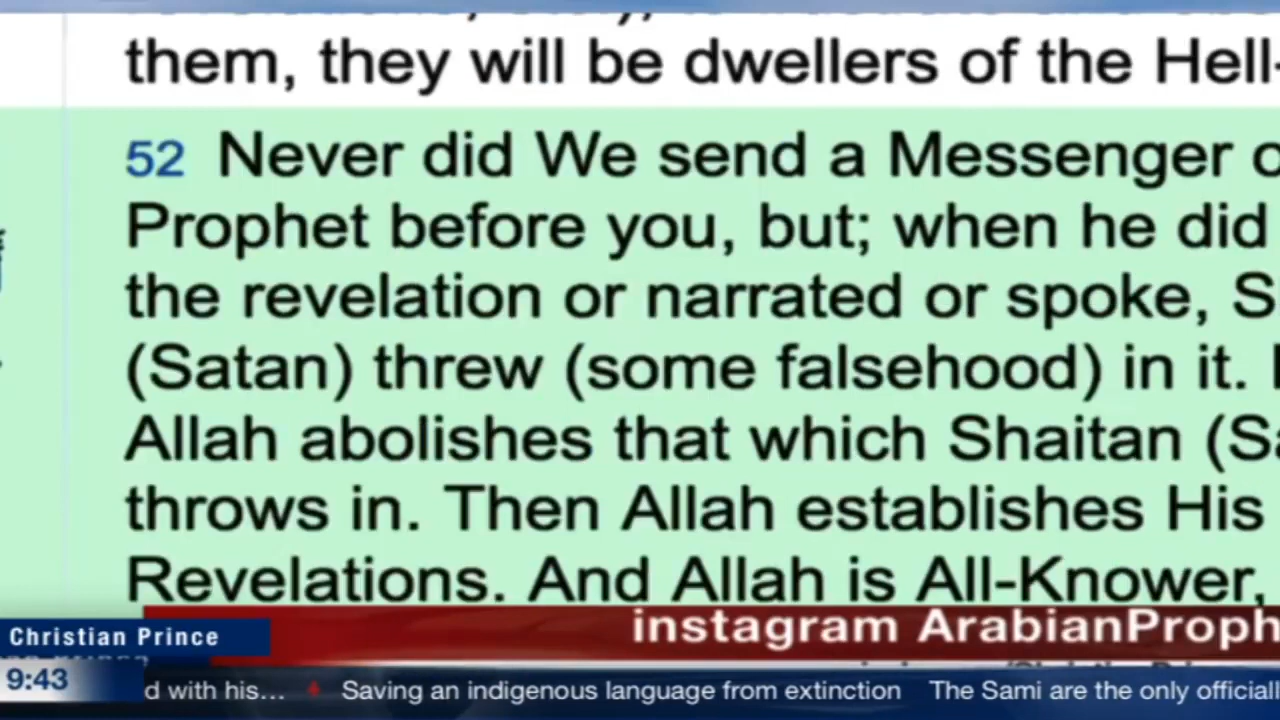 them, they will be dwellers of the Hell-
52 Never did We send a Messenger o
Prophet before you, but; when he did
the revelation or narrated or spoke, S
(Satan) threw (some falsehood) in it.
Allah abolishes that which Shaitan (Sa
throws in. Then Allah establishes His
Revelations. And Allah is All-Knower,
instagram ArabianProph
Christian Prince
9:43
d with his... Saving an indigenous language from extinction The Sami are the only officiall